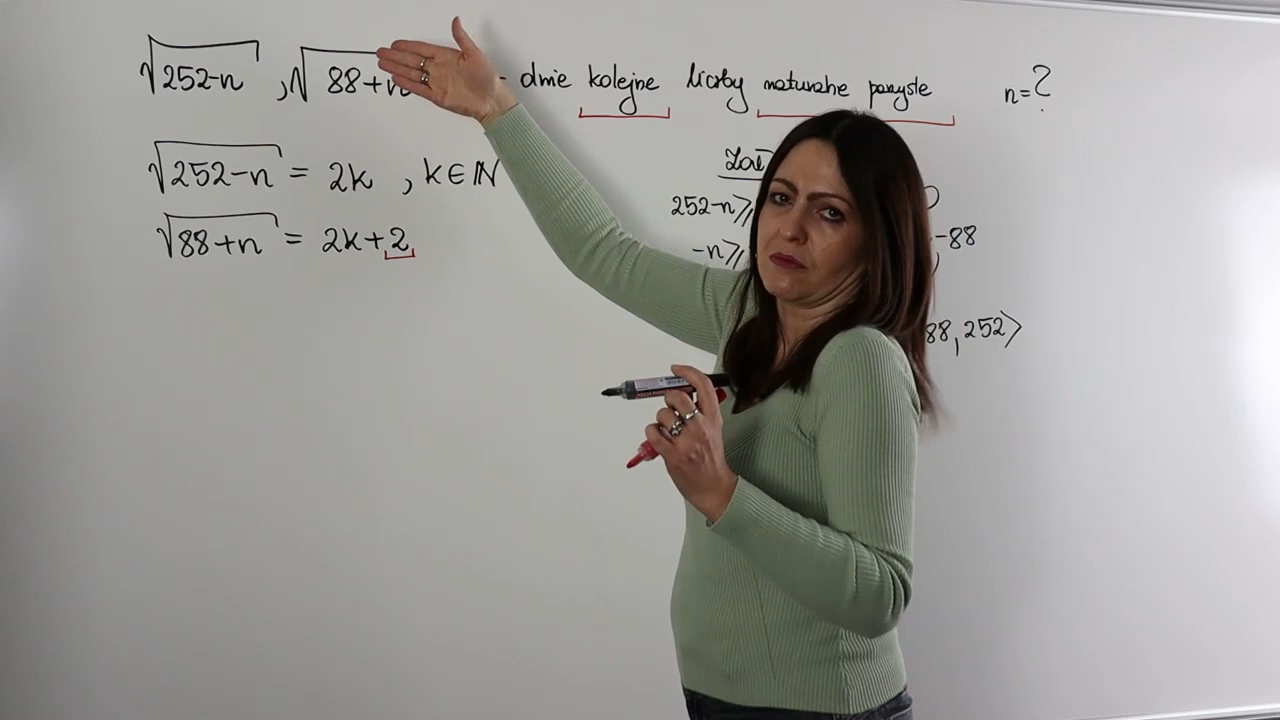 √252-n , √88+n - dwie kolejne liczby naturalne parzyste n=?
√252-n = 2k , k∈ℕ
√88+n = 2k+2
Zał
252-n⩾
-n⩾ -88
88,252⟩